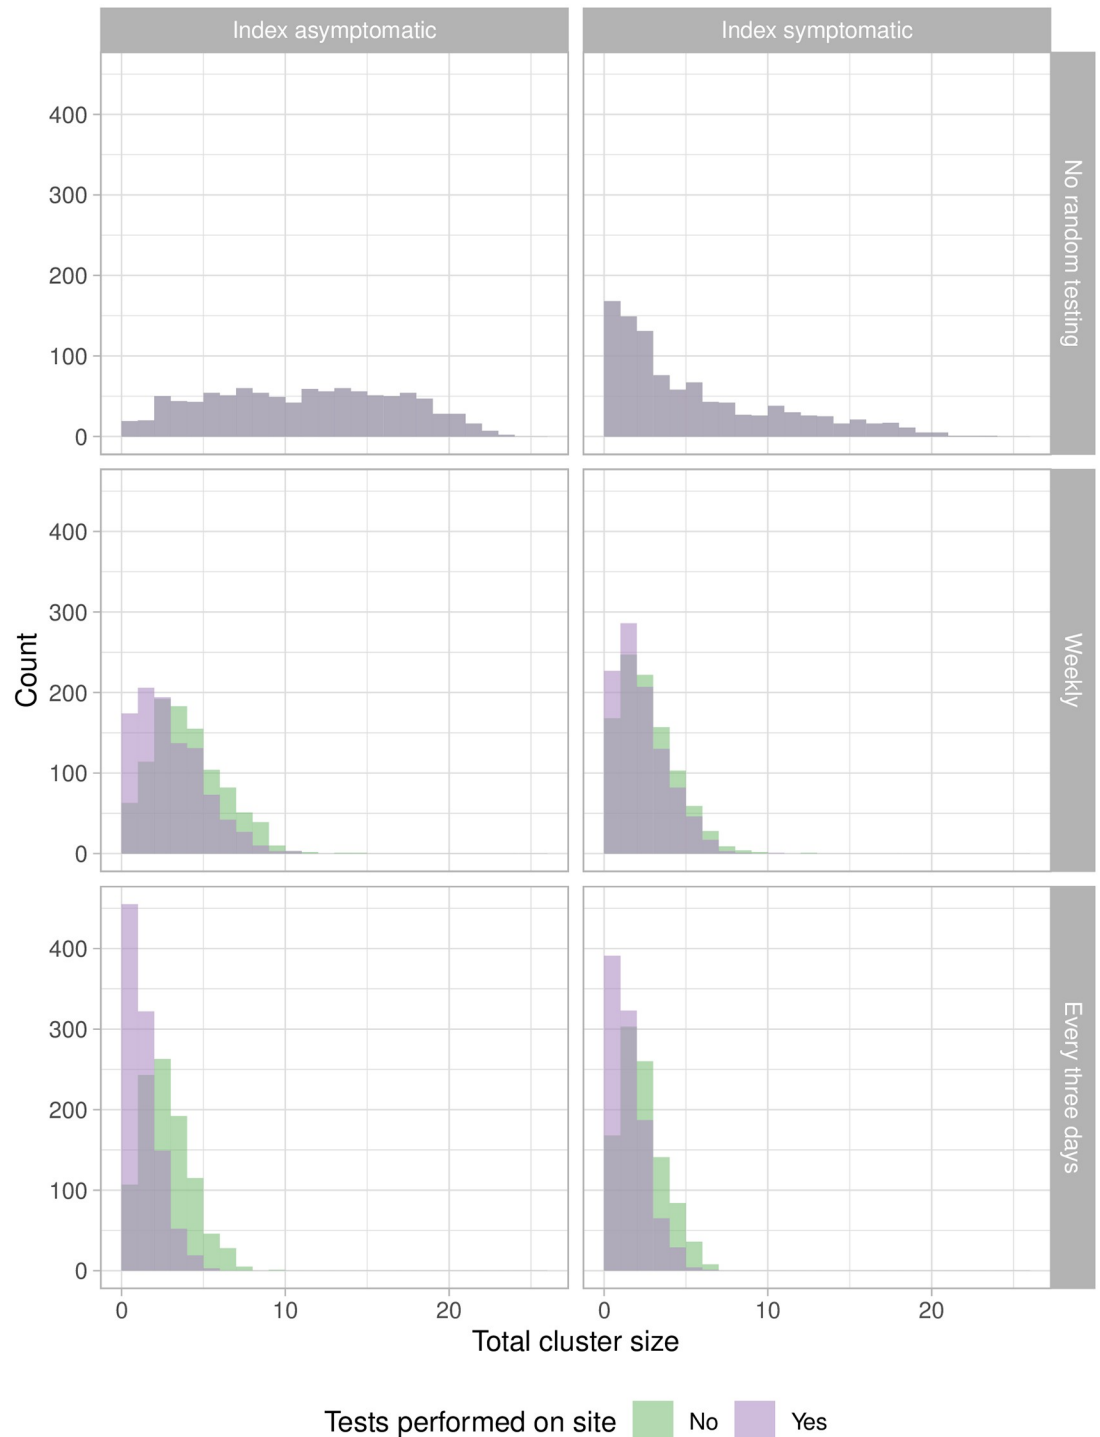 Index asymptomatic
Index symptomatic
No random testing
400
300
200
100
0
Weekly
400
300
200
100
0
Count
Every three days
400
300
200
100
0
0 10 20
0 10 20
Total cluster size
Tests performed on site No Yes